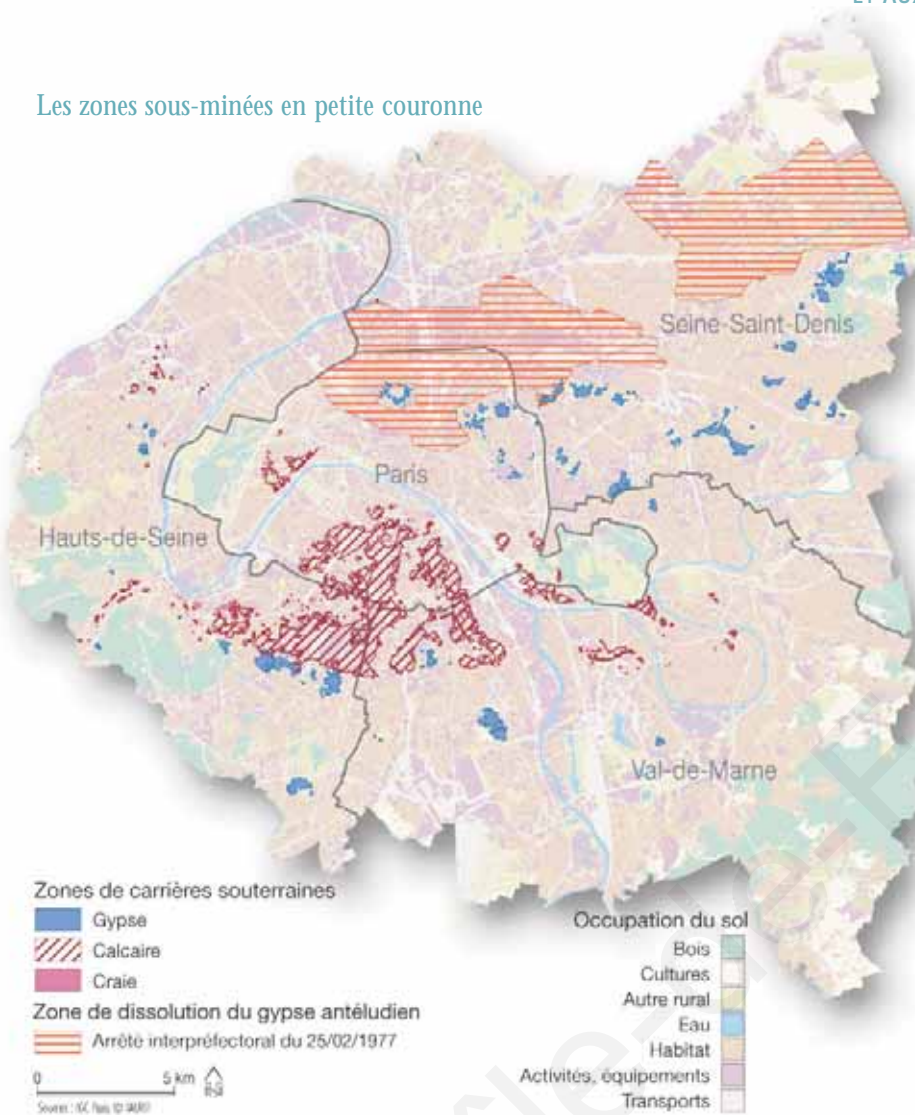 Les zones sous-minées en petite couronne
Seine-Saint-Denis
Paris
Hauts-de-Seine
Val-de-Marne
Zones de carrières souterraines
Gypse
Calcaire
Craie
Zone de dissolution du gypse antéludien
Arrêté interpréfectoral du 25/02/1977
0 5 km
Occupation du sol
Bois
Cultures
Autre rural
Eau
Habitat
Activités, équipements
Transports